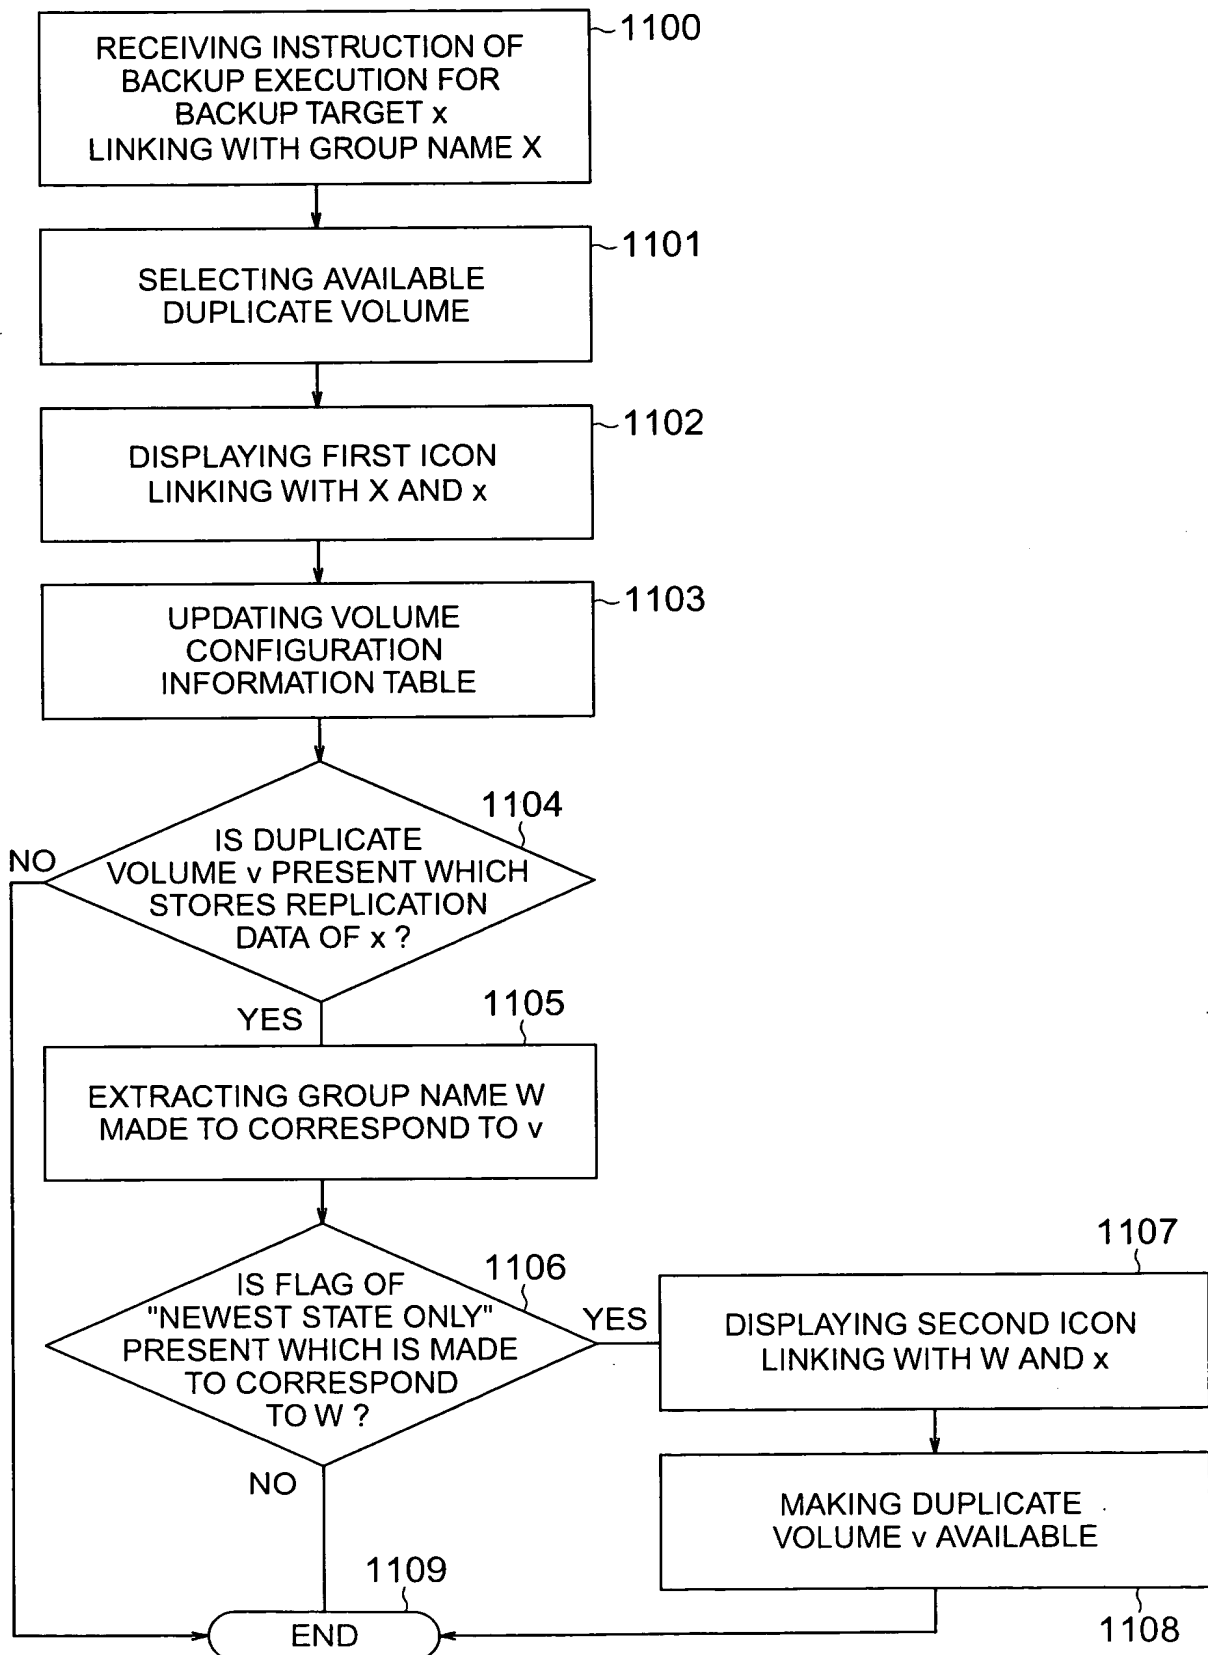 RECEIVING INSTRUCTION OF
BACKUP EXECUTION FOR
BACKUP TARGET x
LINKING WITH GROUP NAME X
1100
SELECTING AVAILABLE
DUPLICATE VOLUME
1101
DISPLAYING FIRST ICON
LINKING WITH X AND x
1102
UPDATING VOLUME
CONFIGURATION
INFORMATION TABLE
1103
1104
IS DUPLICATE
VOLUME v PRESENT WHICH
STORES REPLICATION
DATA OF x ?
NO
YES
1105
EXTRACTING GROUP NAME W
MADE TO CORRESPOND TO v
1106
IS FLAG OF
"NEWEST STATE ONLY"
PRESENT WHICH IS MADE
TO CORRESPOND
TO W ?
YES
NO
1107
DISPLAYING SECOND ICON
LINKING WITH W AND x
MAKING DUPLICATE
VOLUME v AVAILABLE
1108
1109
END